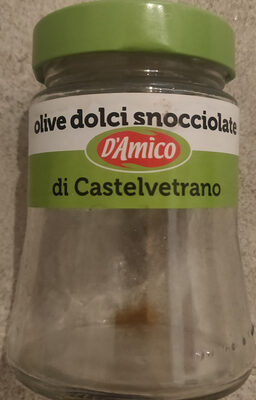 olive dolci snocciolate
D'Amico
di Castelvetrano